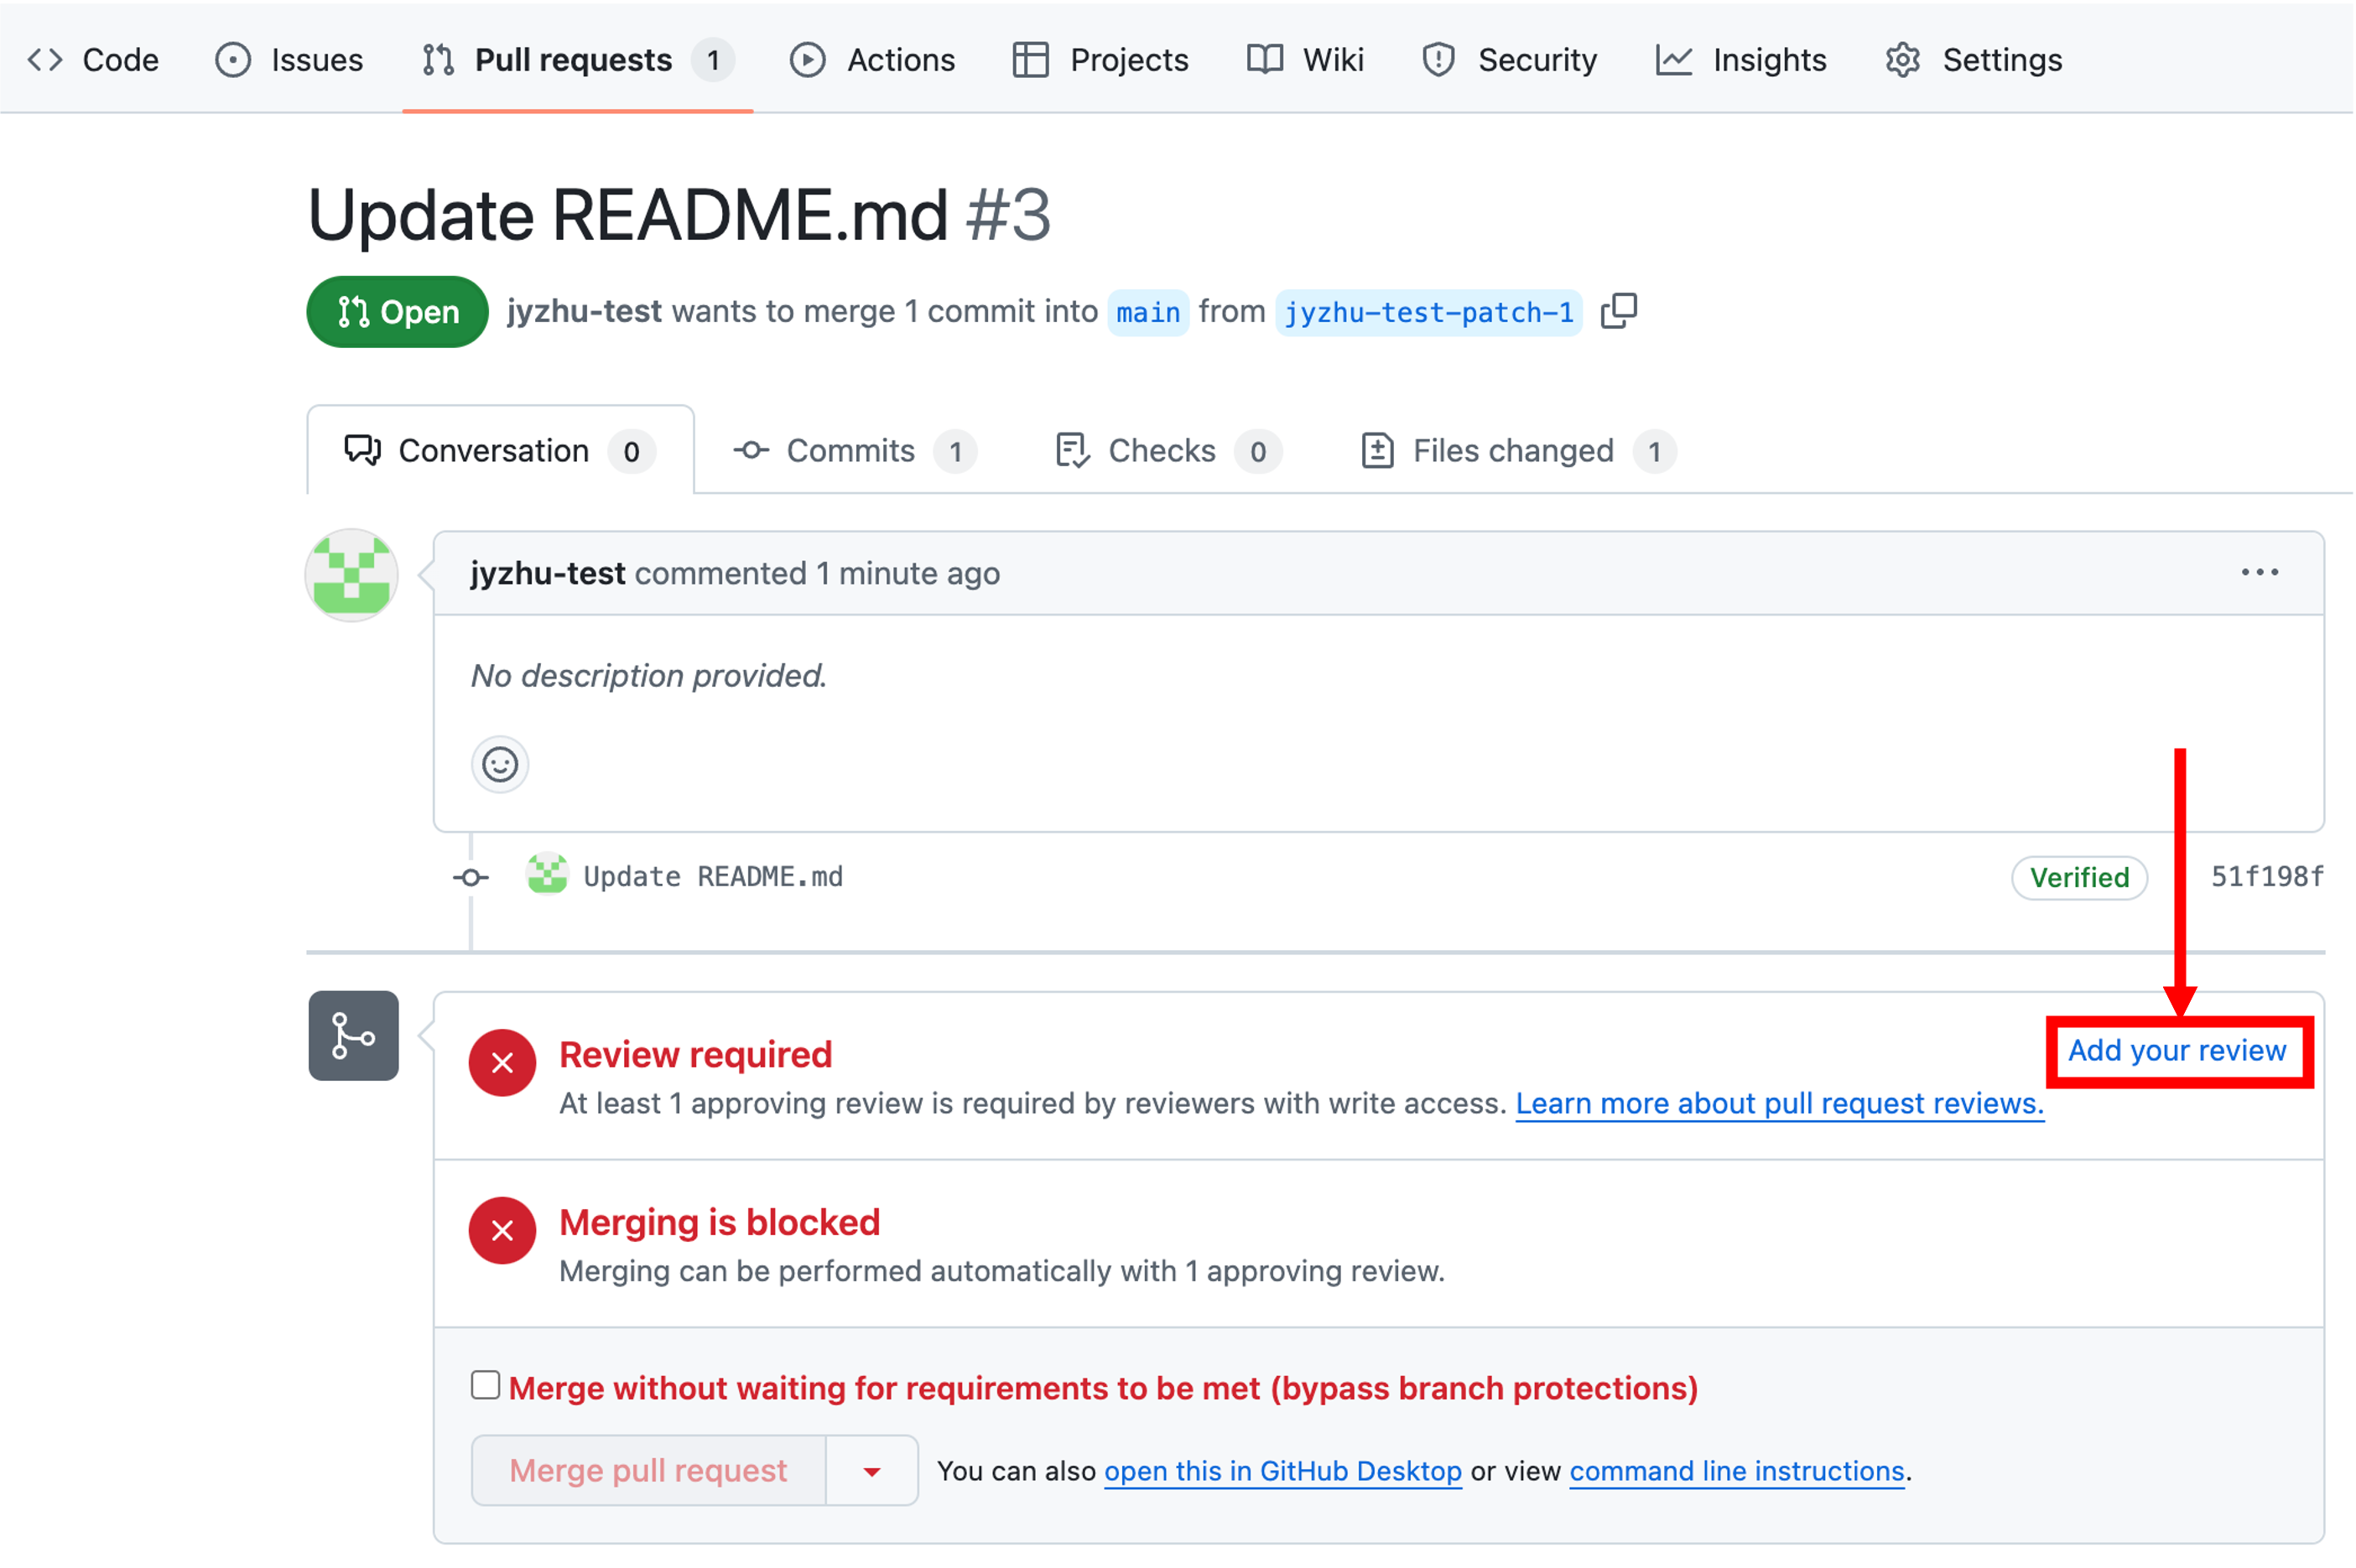 Code Issues Pull requests 1 Actions Projects Wiki Security Insights Settings
Update README.md #3
Open jyzhu-test wants to merge 1 commit into main from jyzhu-test-patch-1
Conversation 0 Commits 1 Checks 0 Files changed 1
jyzhu-test commented 1 minute ago
No description provided.
Update README.md Verified 51f198f
Review required Add your review
At least 1 approving review is required by reviewers with write access. Learn more about pull request reviews.
Merging is blocked
Merging can be performed automatically with 1 approving review.
Merge without waiting for requirements to be met (bypass branch protections)
Merge pull request You can also open this in GitHub Desktop or view command line instructions.